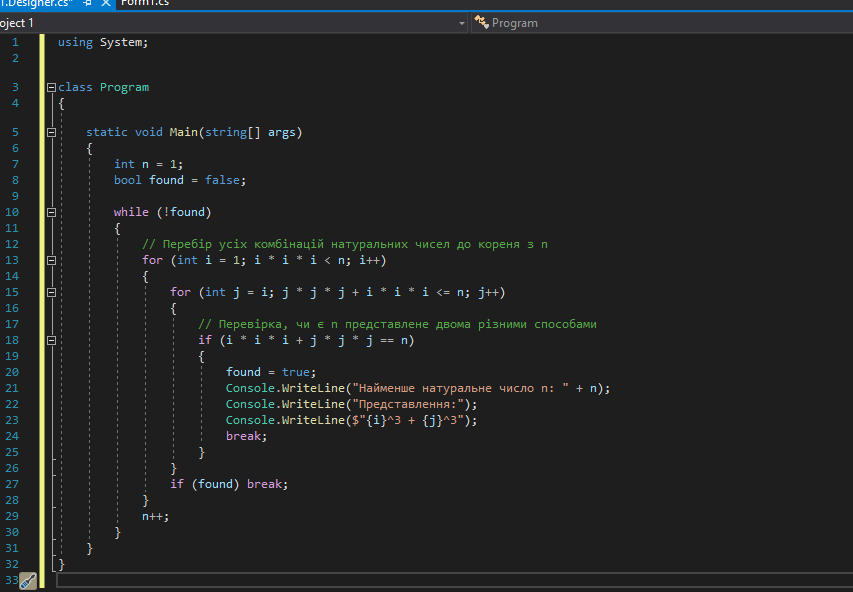 1.Designer.cs* Form1.cs
oject 1 Program
1 using System;
2
3 class Program
4 {
5 static void Main(string[] args)
6 {
7 int n = 1;
8 bool found = false;
9
10 while (!found)
11 {
12 // Перебір усіх комбінацій натуральних чисел до кореня з n
13 for (int i = 1; i * i * i < n; i++)
14 {
15 for (int j = i; j * j * j + i * i * i <= n; j++)
16 {
17 // Перевірка, чи є n представлене двома різними способами
18 if (i * i * i + j * j * j == n)
19 {
20 found = true;
21 Console.WriteLine("Найменше натуральне число n: " + n);
22 Console.WriteLine("Представлення:");
23 Console.WriteLine($"{i}^3 + {j}^3");
24 break;
25 }
26 }
27 if (found) break;
28 }
29 n++;
30 }
31 }
32 }
33